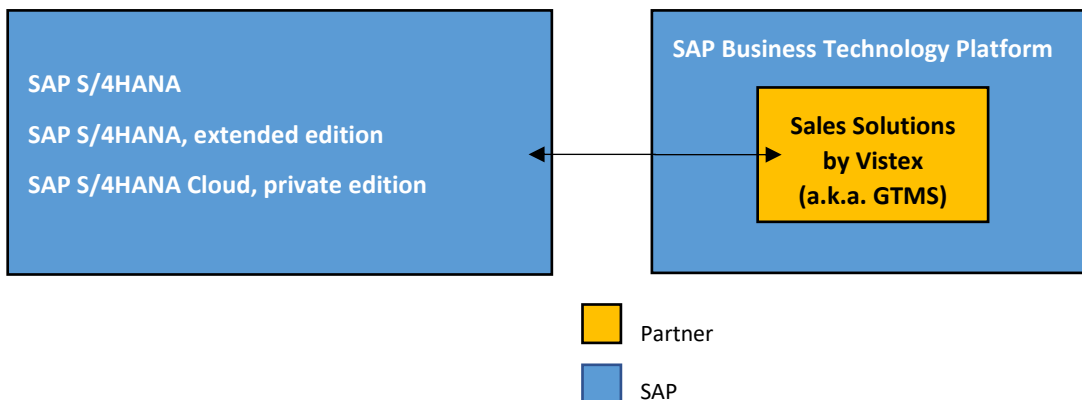 SAP S/4HANA
SAP S/4HANA, extended edition
SAP S/4HANA Cloud, private edition
SAP Business Technology Platform
Sales Solutions
by Vistex
(a.k.a. GTMS)
Partner
SAP